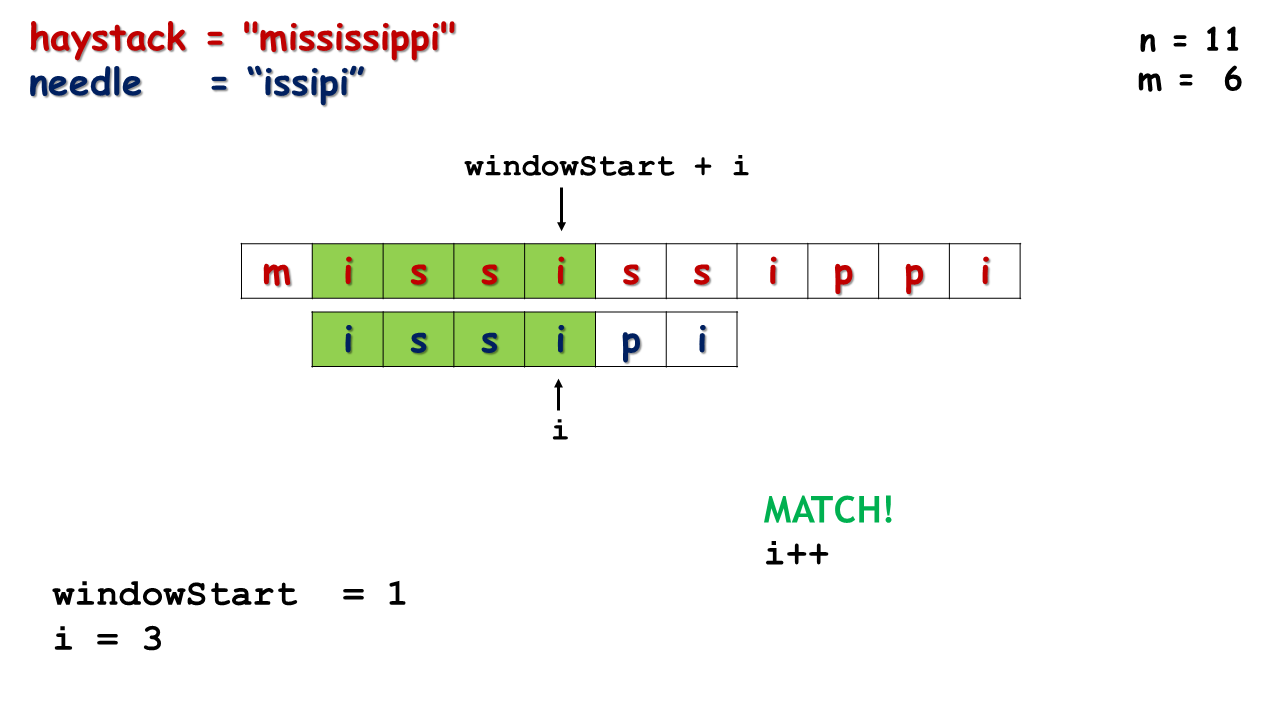 haystack = "mississippi"
needle = “issipi”
n = 11
m = 6
windowStart + i
m i s s i s s i p p i
i s s i p i
i
MATCH!
i++
windowStart = 1
i = 3